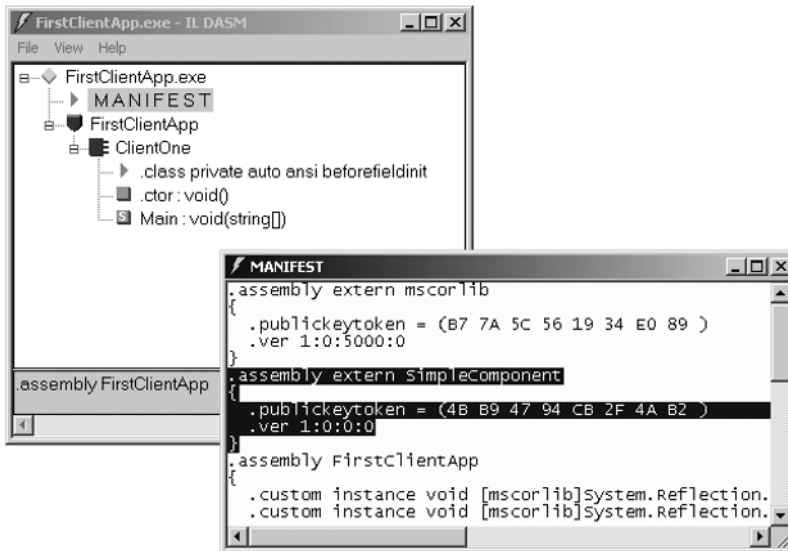 FirstClientApp.exe - IL DASM
File View Help
FirstClientApp.exe
MANIFEST
FirstClientApp
ClientOne
.class private auto ansi beforefieldinit
.ctor : void()
S Main : void(string[])
.assembly FirstClientApp
MANIFEST
.assembly extern mscorlib
{
.publickeytoken = (B7 7A 5C 56 19 34 E0 89 )
.ver 1:0:5000:0
}
.assembly extern SimpleComponent
{
.publickeytoken = (4B B9 47 94 CB 2F 4A B2 )
.ver 1:0:0:0
}
.assembly FirstClientApp
{
.custom instance void [mscorlib]System.Reflection.
.custom instance void [mscorlib]System.Reflection.